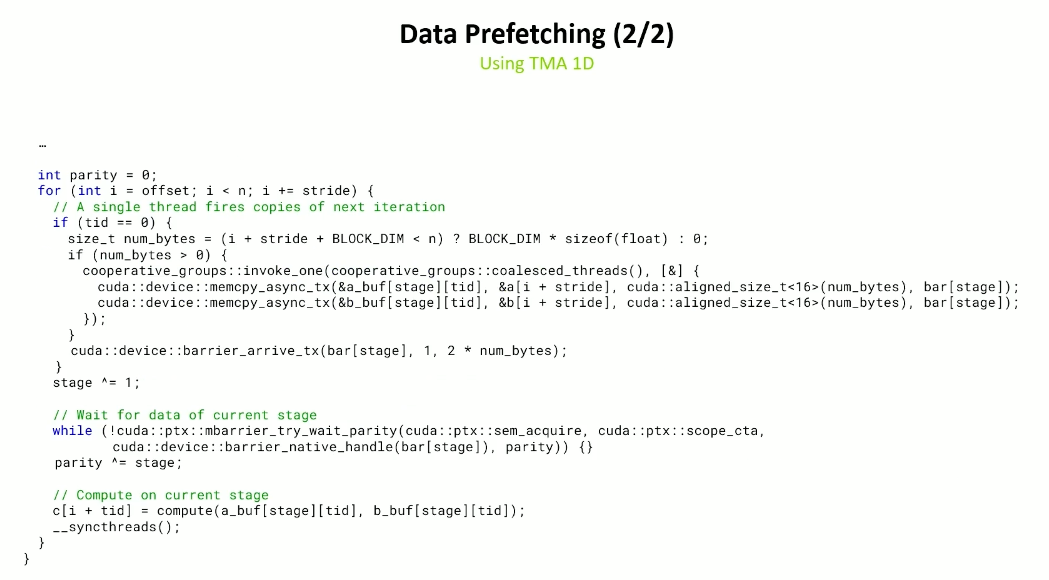 Data Prefetching (2/2)
Using TMA 1D
…
int parity = 0;
for (int i = offset; i < n; i += stride) {
// A single thread fires copies of next iteration
if (tid == 0) {
size_t num_bytes = (i + stride + BLOCK_DIM < n) ? BLOCK_DIM * sizeof(float) : 0;
if (num_bytes > 0) {
cooperative_groups::invoke_one(cooperative_groups::coalesced_threads(), [&] {
cuda::device::memcpy_async_tx(&a_buf[stage][tid], &a[i + stride], cuda::aligned_size_t<16>(num_bytes), bar[stage]);
cuda::device::memcpy_async_tx(&b_buf[stage][tid], &b[i + stride], cuda::aligned_size_t<16>(num_bytes), bar[stage]);
});
}
cuda::device::barrier_arrive_tx(bar[stage], 1, 2 * num_bytes);
}
stage ^= 1;
// Wait for data of current stage
while (!cuda::ptx::mbarrier_try_wait_parity(cuda::ptx::sem_acquire, cuda::ptx::scope_cta,
cuda::device::barrier_native_handle(bar[stage]), parity)) {}
parity ^= stage;
// Compute on current stage
c[i + tid] = compute(a_buf[stage][tid], b_buf[stage][tid]);
__syncthreads();
}
}